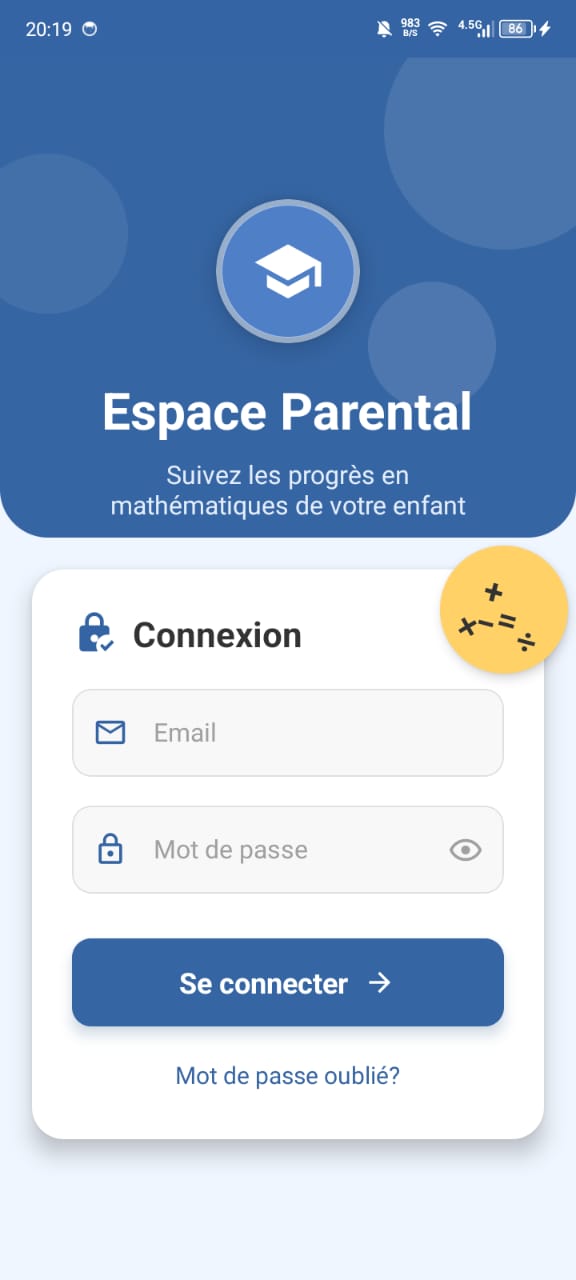 20:19
983
B/S
4.5G
86
Espace Parental
Suivez les progrès en
mathématiques de votre enfant
+
×−=÷
Connexion
Email
Mot de passe
Se connecter →
Mot de passe oublié?